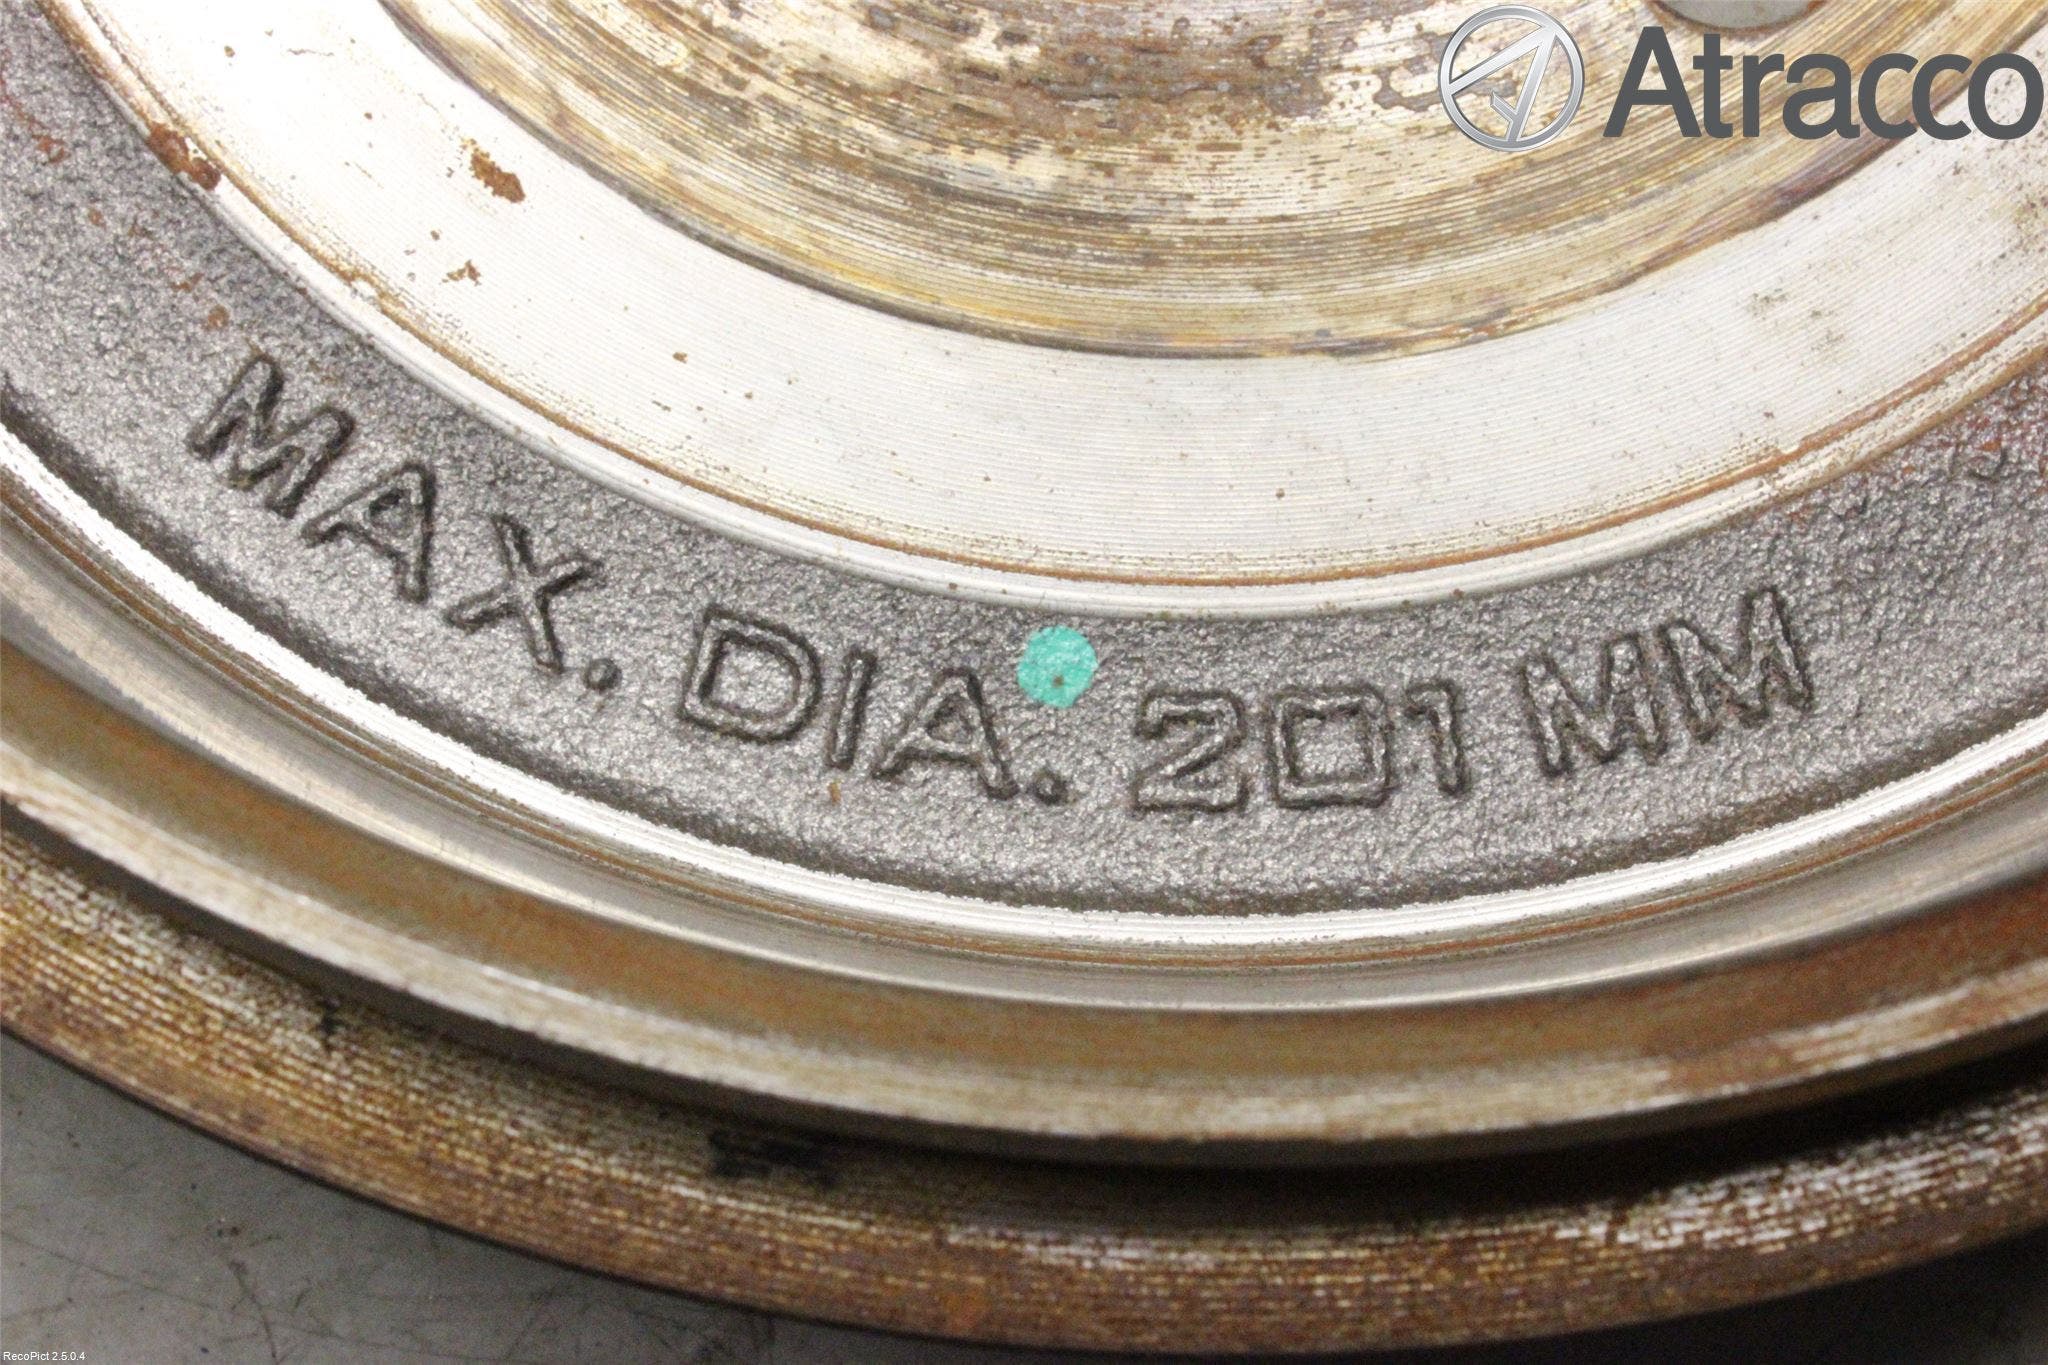 Atracco
MAX. DIA. 201 MM
RecoPict 2.5.0.4